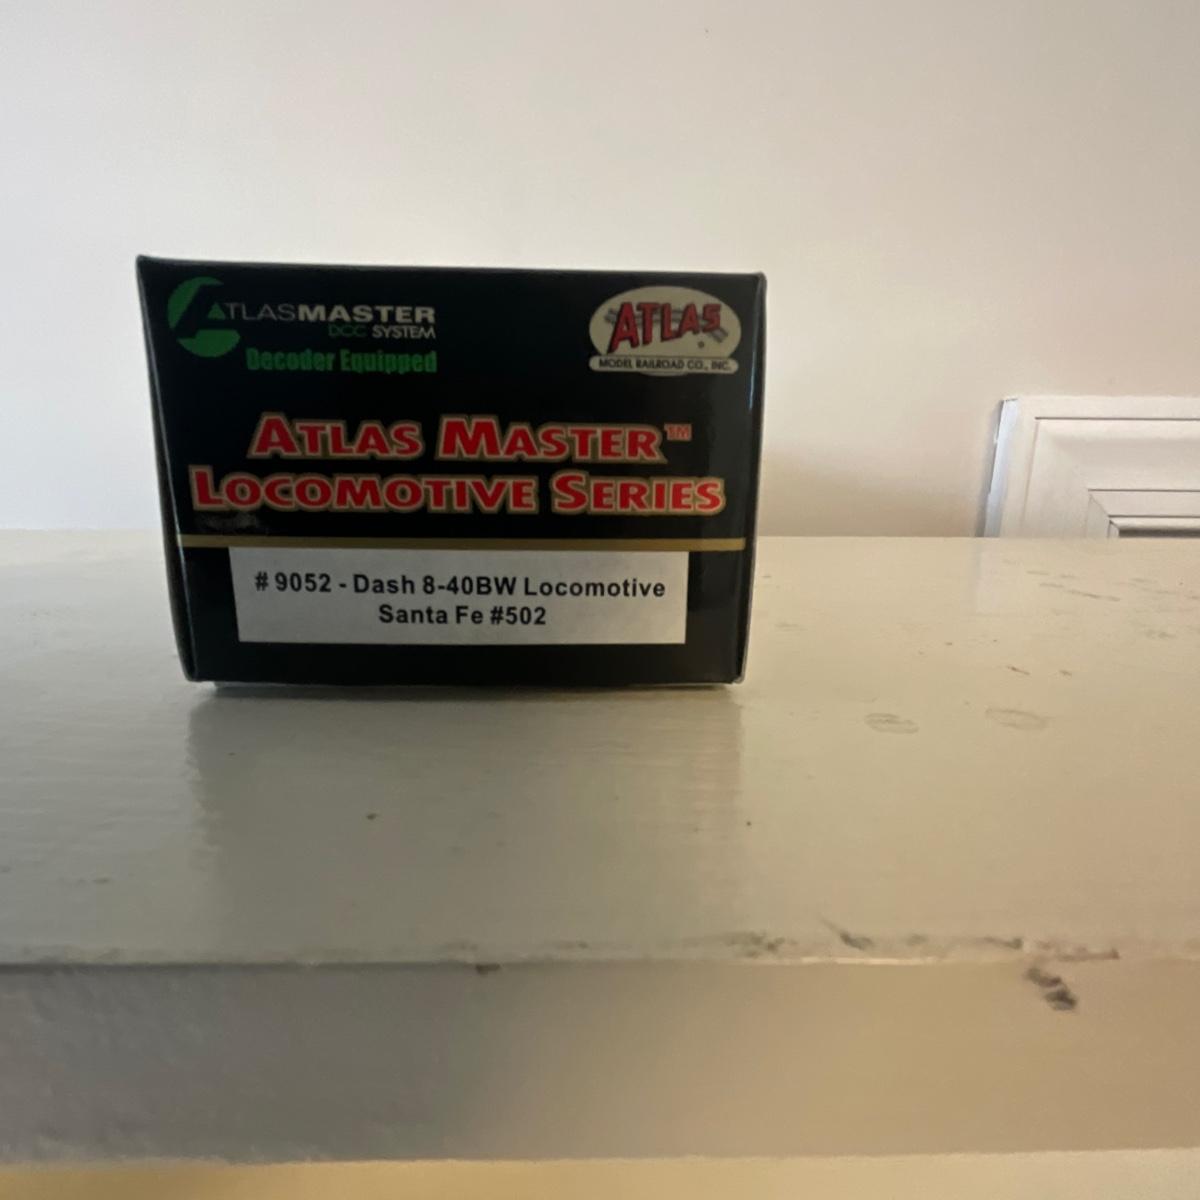 ATLASMASTER
DCC SYSTEM
Decoder Equipped
ATLAS
MODEL RAILROAD CO., INC.
ATLAS MASTER™
LOCOMOTIVE SERIES
# 9052 - Dash 8-40BW Locomotive
Santa Fe #502